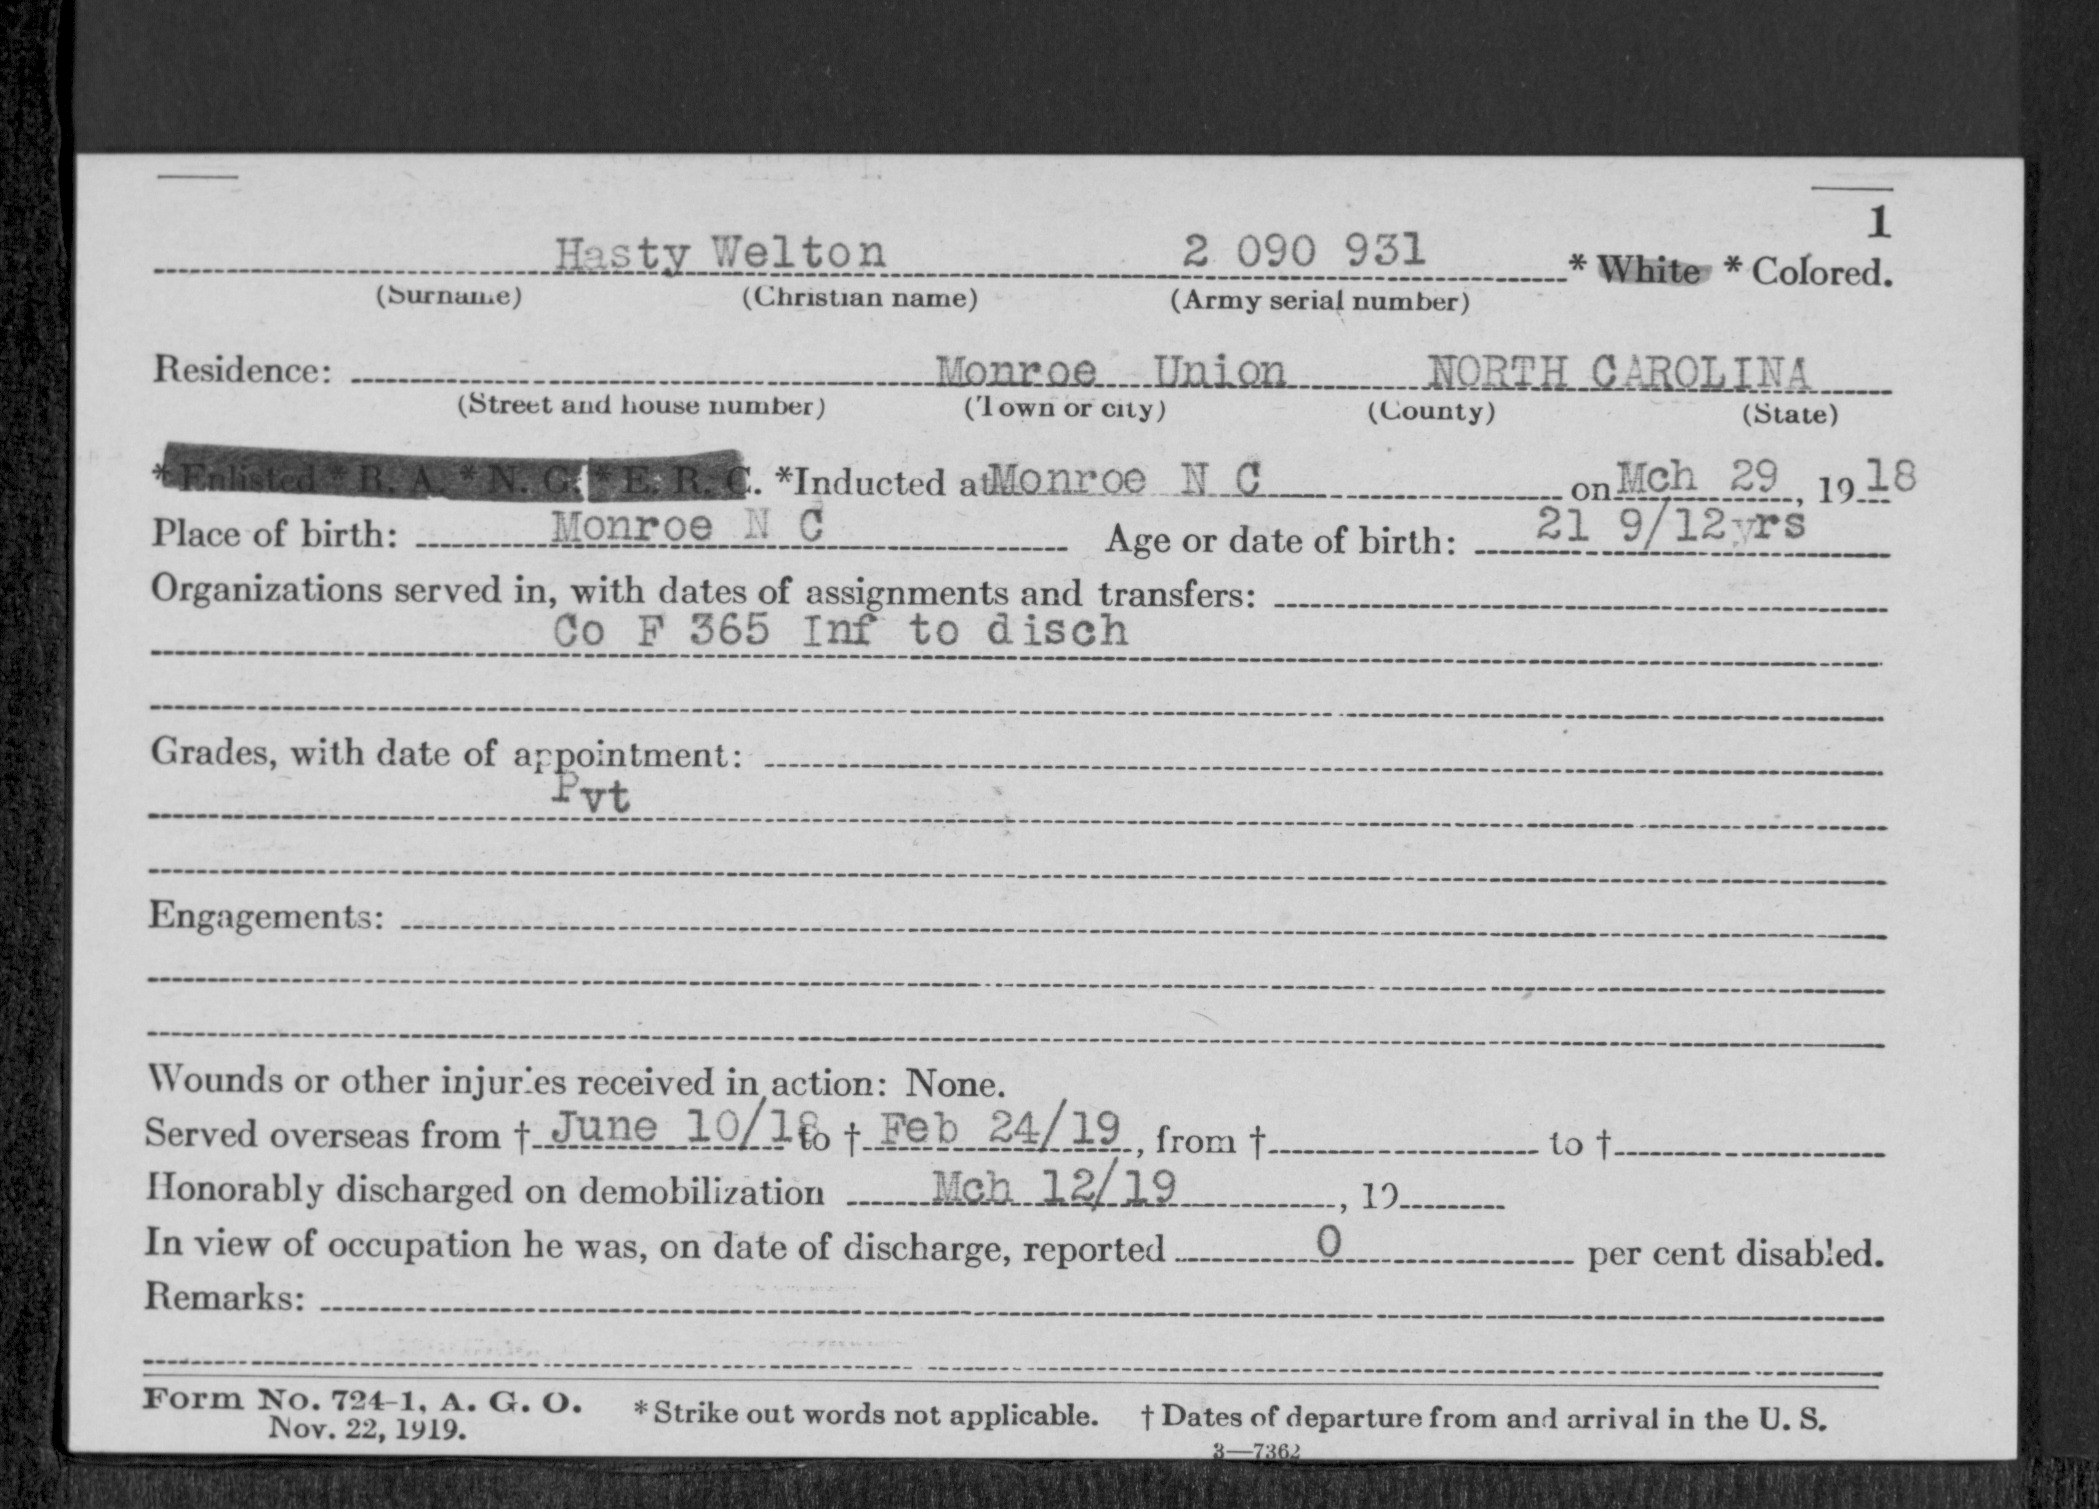 1
Hasty Welton 2 090 931 * White * Colored.
(Surname) (Christian name) (Army serial number)
Residence: Monroe Union NORTH CAROLINA
(Street and house number) (Town or city) (County) (State)
* Enlisted * R. A. * N. G. * E. R. C. *Inducted at Monroe N C on Mch 29, 1918
Place of birth: Monroe N C Age or date of birth: 21 9/12yrs
Organizations served in, with dates of assignments and transfers:
Co F 365 Inf to disch
Grades, with date of appointment:
Pvt
Engagements:
Wounds or other injuries received in action: None.
Served overseas from † June 10/18 to † Feb 24/19, from † to †
Honorably discharged on demobilization Mch 12/19, 19
In view of occupation he was, on date of discharge, reported 0 per cent disabled.
Remarks:
Form No. 724-1, A. G. O. * Strike out words not applicable. † Dates of departure from and arrival in the U. S.
Nov. 22, 1919.
3—7362